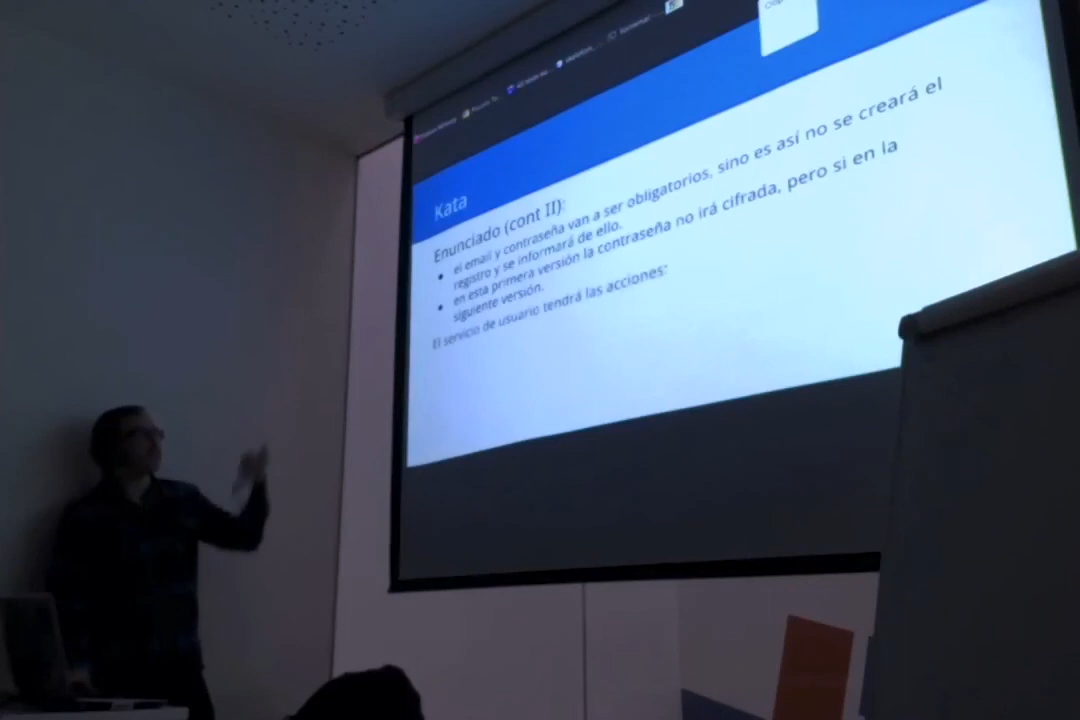 Kata
Enunciado (cont II):
el email y contraseña van a ser obligatorios, sino es así no se creará el
registro y se informará de ello.
en esta primera versión la contraseña no irá cifrada, pero si en la
siguiente versión.
El servicio de usuario tendrá las acciones: